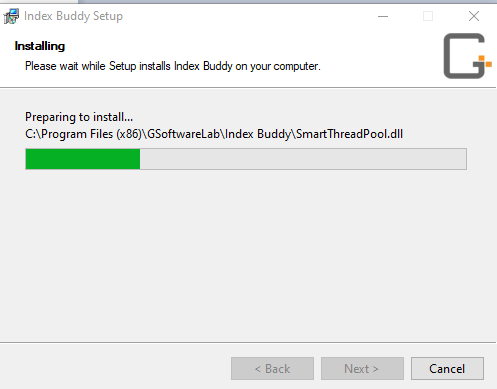 Index Buddy Setup
Installing
Please wait while Setup installs Index Buddy on your computer.
G
Preparing to install...
C:\Program Files (x86)\GSoftwareLab\Index Buddy\SmartThreadPool.dll
< Back Next > Cancel